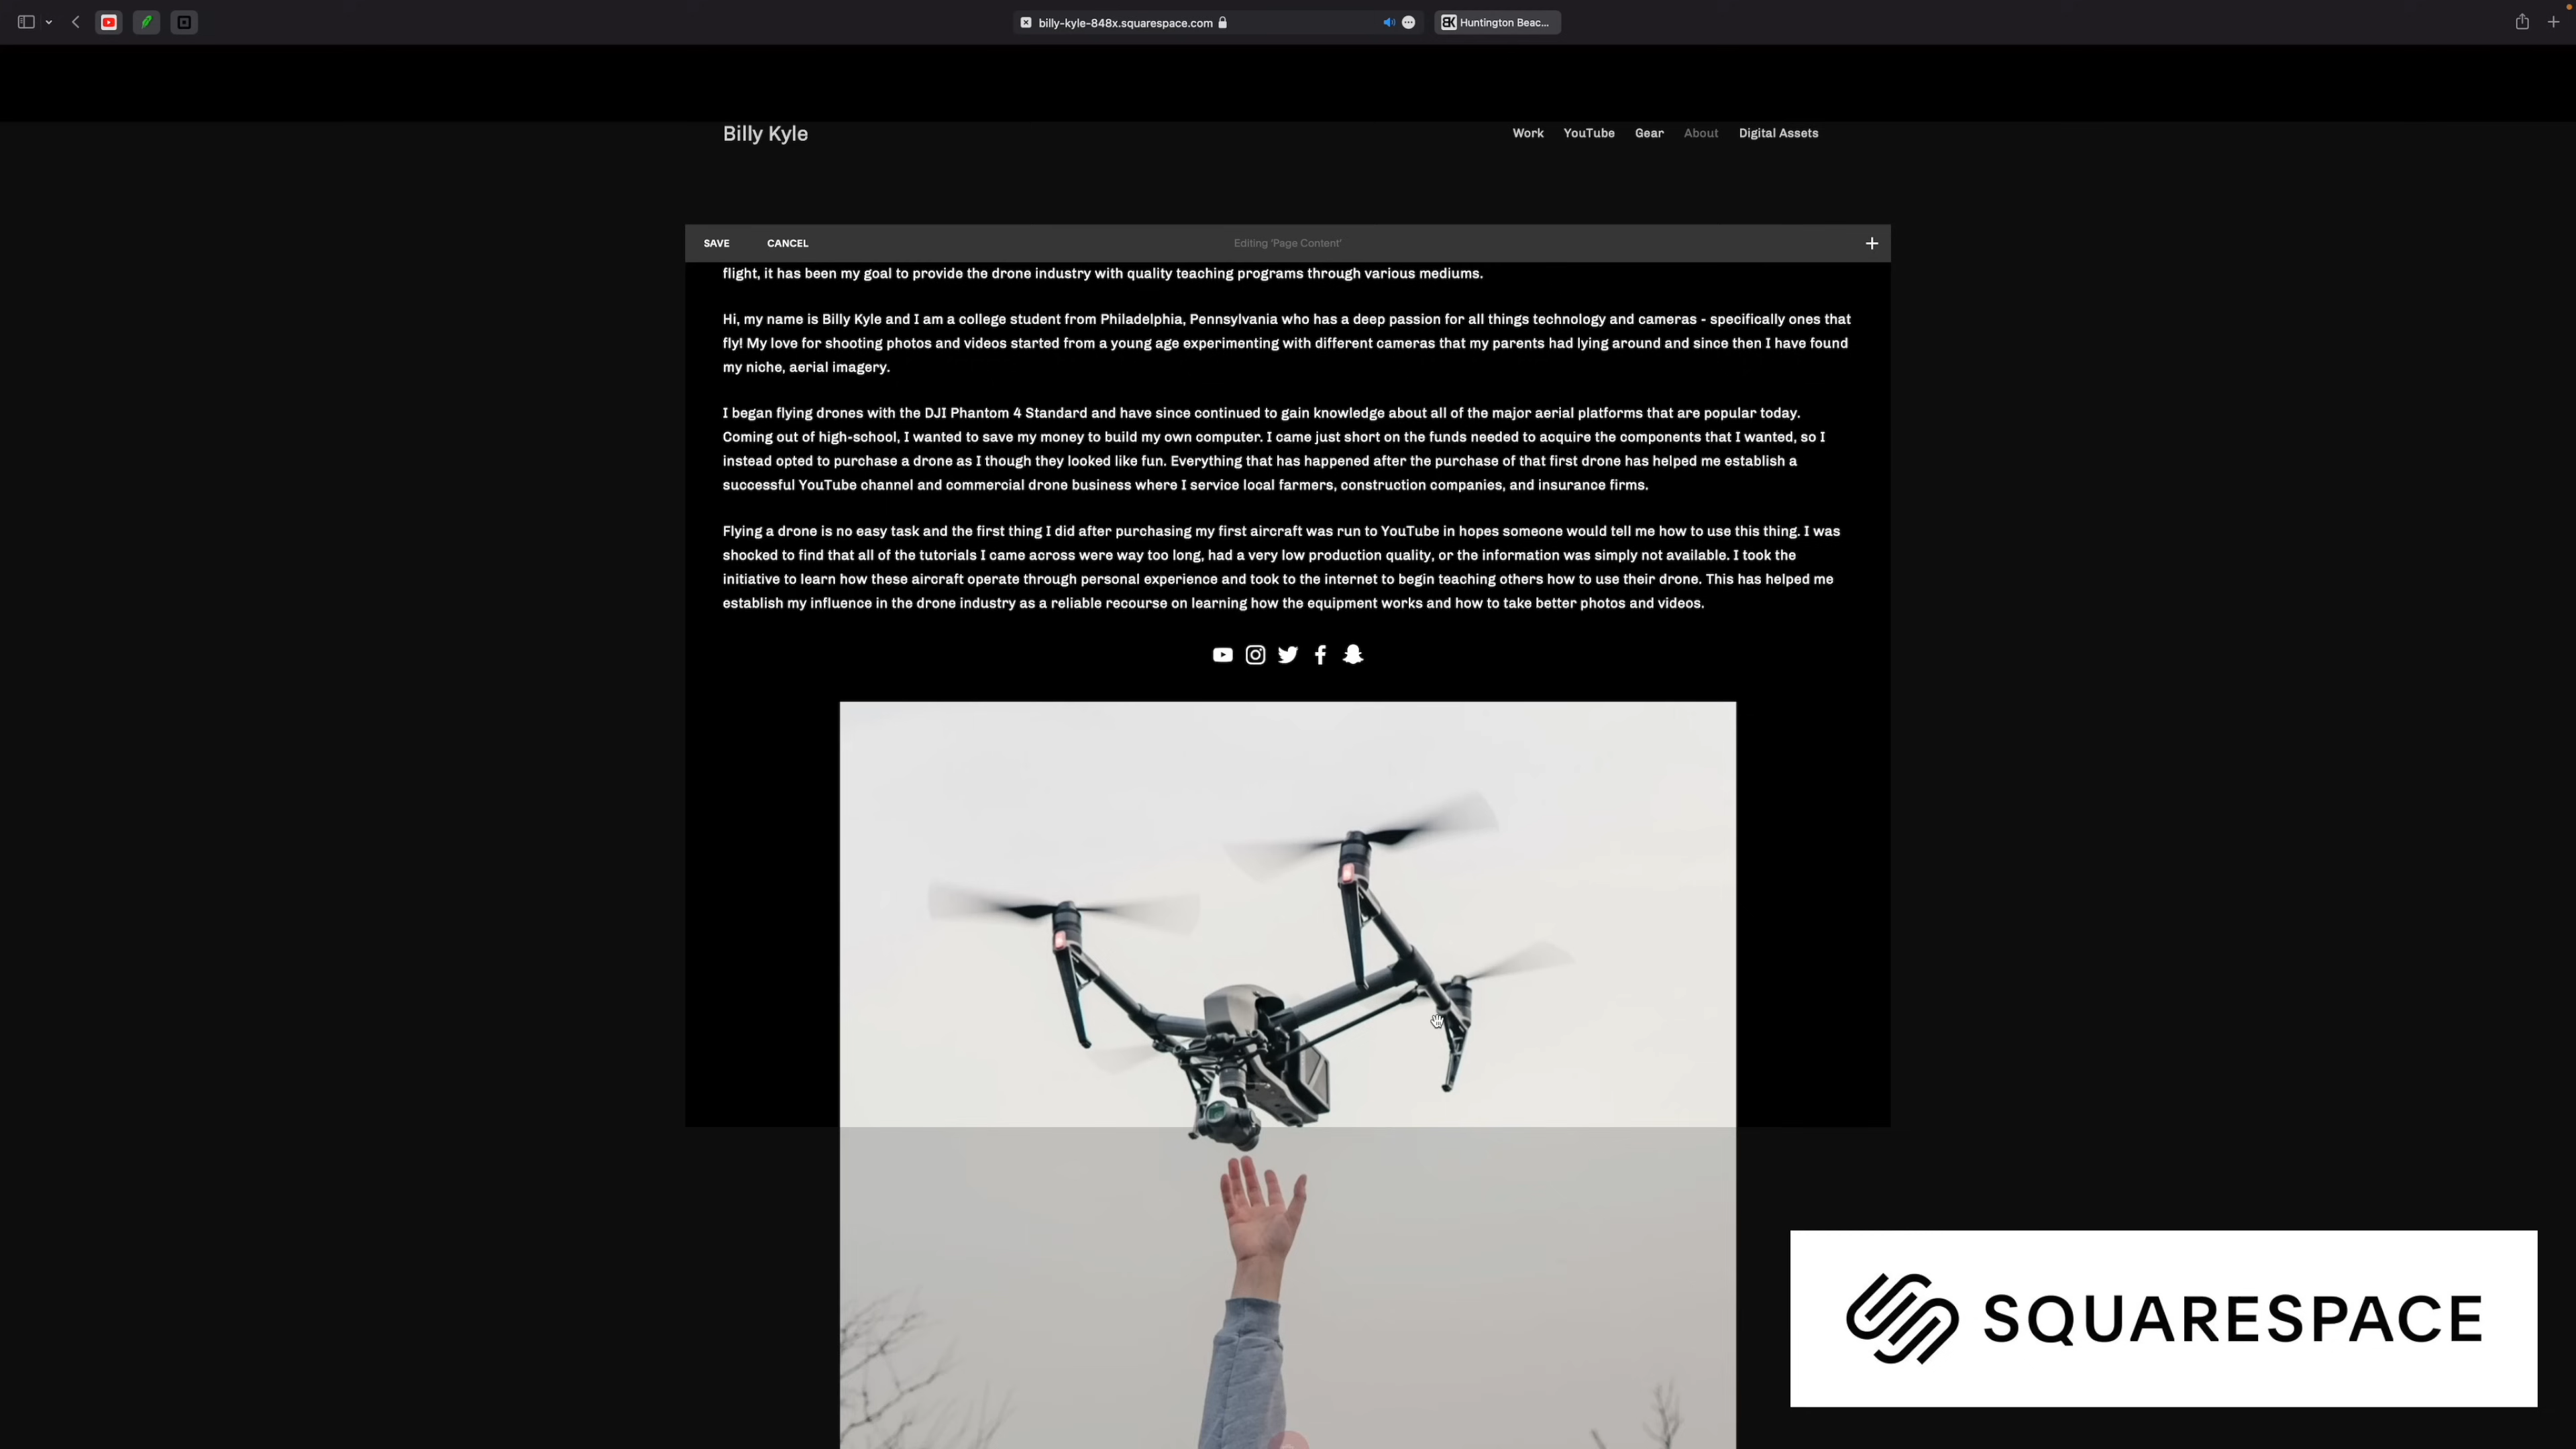 billy-kyle-848x.squarespace.com
Huntington Beac...
Billy Kyle
Work YouTube Gear About Digital Assets
SAVE CANCEL Editing 'Page Content' +
flight, it has been my goal to provide the drone industry with quality teaching programs through various mediums.
Hi, my name is Billy Kyle and I am a college student from Philadelphia, Pennsylvania who has a deep passion for all things technology and cameras - specifically ones that
fly! My love for shooting photos and videos started from a young age experimenting with different cameras that my parents had lying around and since then I have found
my niche, aerial imagery.
I began flying drones with the DJI Phantom 4 Standard and have since continued to gain knowledge about all of the major aerial platforms that are popular today.
Coming out of high-school, I wanted to save my money to build my own computer. I came just short on the funds needed to acquire the components that I wanted, so I
instead opted to purchase a drone as I though they looked like fun. Everything that has happened after the purchase of that first drone has helped me establish a
successful YouTube channel and commercial drone business where I service local farmers, construction companies, and insurance firms.
Flying a drone is no easy task and the first thing I did after purchasing my first aircraft was run to YouTube in hopes someone would tell me how to use this thing. I was
shocked to find that all of the tutorials I came across were way too long, had a very low production quality, or the information was simply not available. I took the
initiative to learn how these aircraft operate through personal experience and took to the internet to begin teaching others how to use their drone. This has helped me
establish my influence in the drone industry as a reliable recourse on learning how the equipment works and how to take better photos and videos.
SQUARESPACE